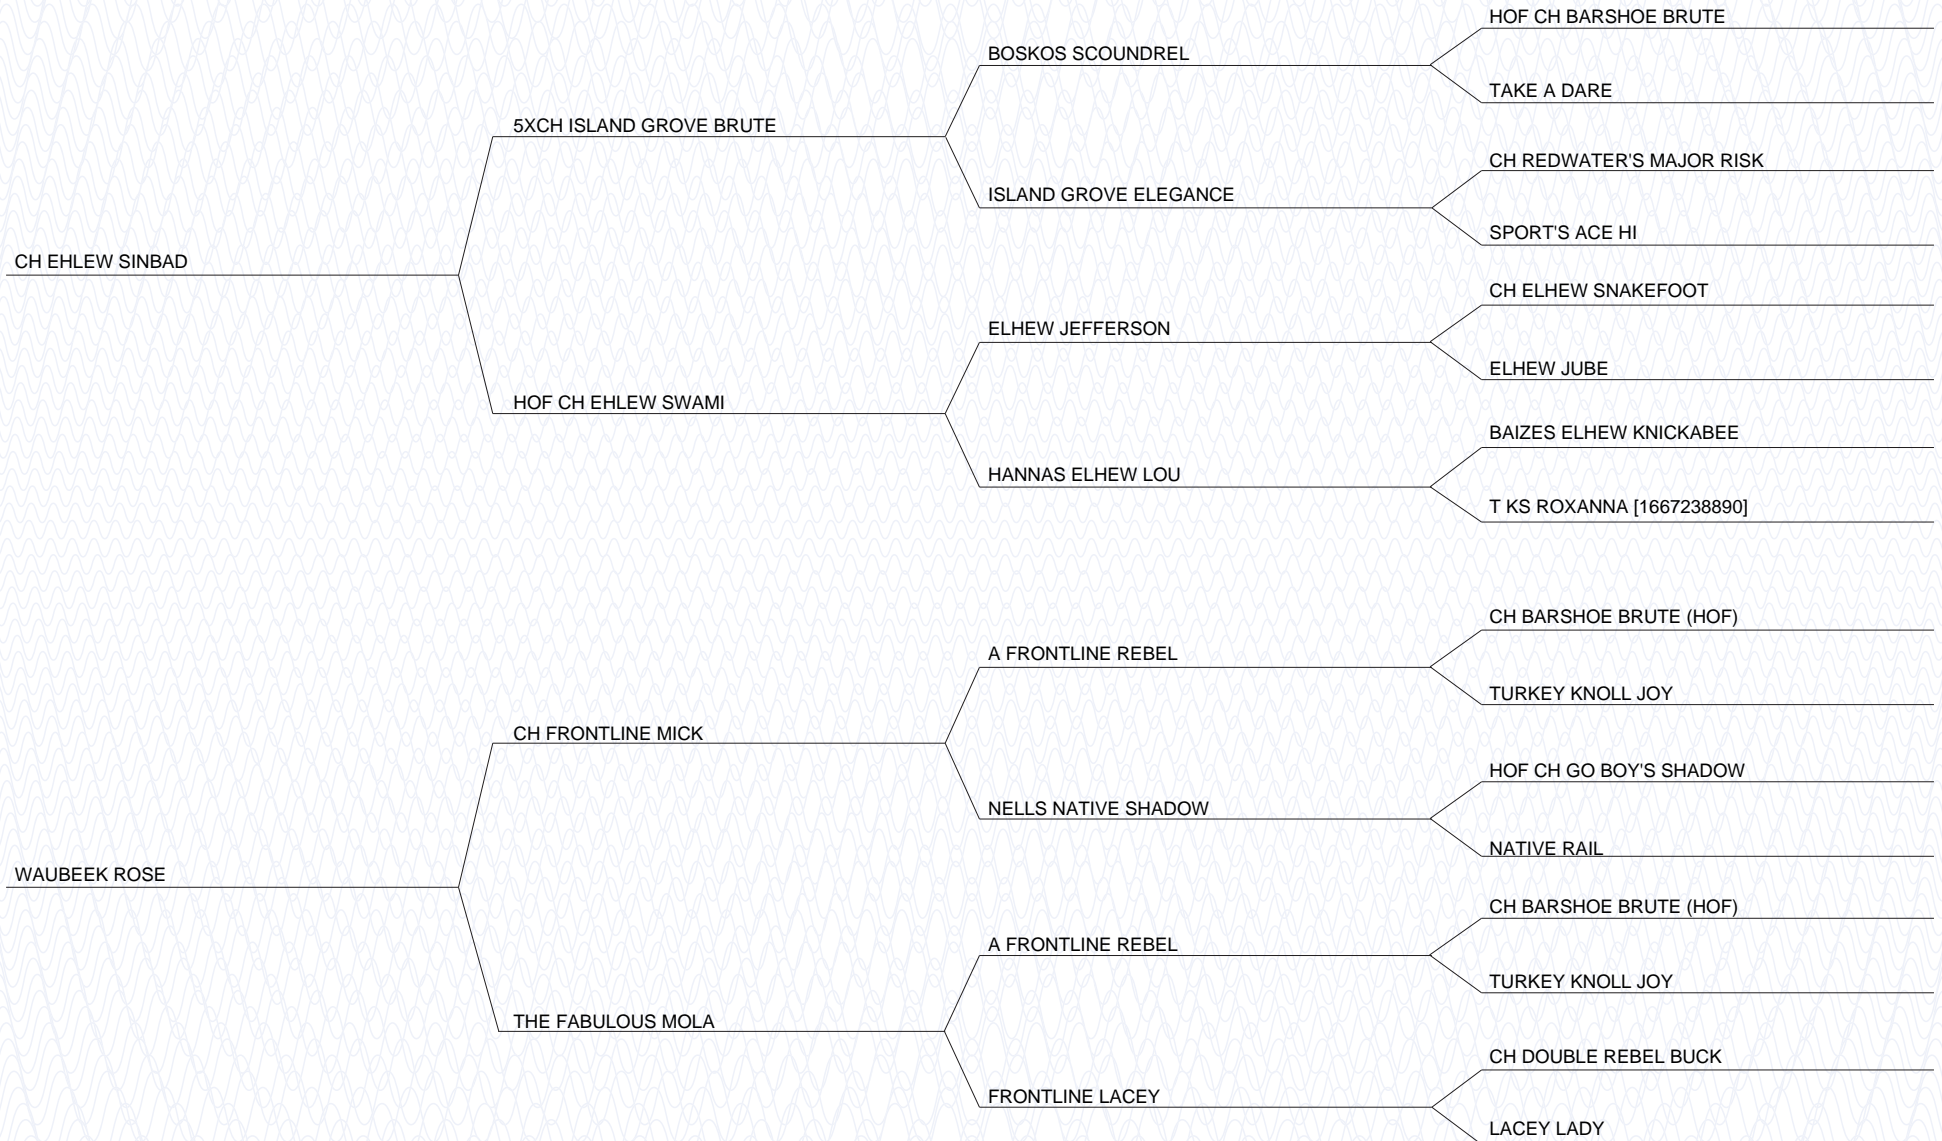 HOF CH BARSHOE BRUTE
BOSKOS SCOUNDREL
TAKE A DARE
5XCH ISLAND GROVE BRUTE
CH REDWATER'S MAJOR RISK
ISLAND GROVE ELEGANCE
SPORT'S ACE HI
CH EHLEW SINBAD
CH ELHEW SNAKEFOOT
ELHEW JEFFERSON
ELHEW JUBE
HOF CH EHLEW SWAMI
BAIZES ELHEW KNICKABEE
HANNAS ELHEW LOU
T KS ROXANNA [1667238890]
CH BARSHOE BRUTE (HOF)
A FRONTLINE REBEL
TURKEY KNOLL JOY
CH FRONTLINE MICK
HOF CH GO BOY'S SHADOW
NELLS NATIVE SHADOW
NATIVE RAIL
WAUBEEK ROSE
CH BARSHOE BRUTE (HOF)
A FRONTLINE REBEL
TURKEY KNOLL JOY
THE FABULOUS MOLA
CH DOUBLE REBEL BUCK
FRONTLINE LACEY
LACEY LADY